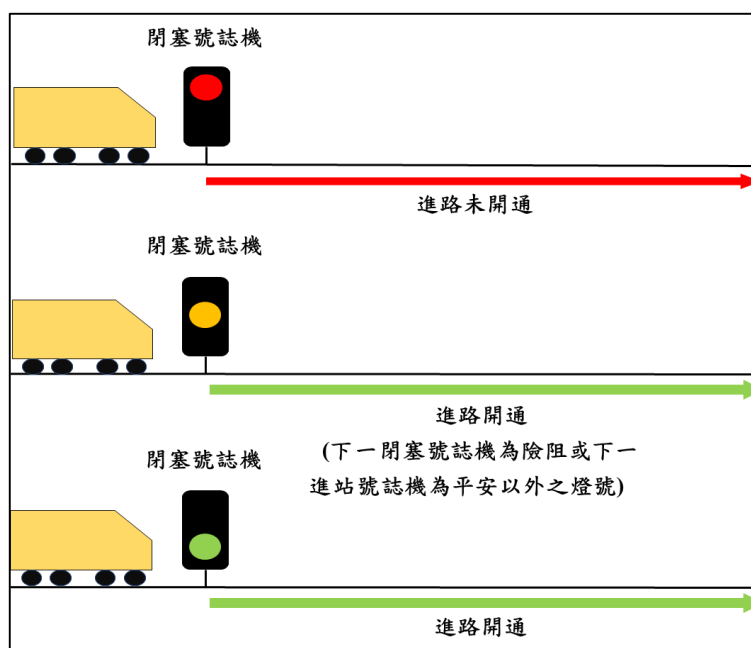 閉塞號誌機
進路未開通
閉塞號誌機
進路開通
(下一閉塞號誌機為險阻或下一
進站號誌機為平安以外之燈號)
閉塞號誌機
進路開通